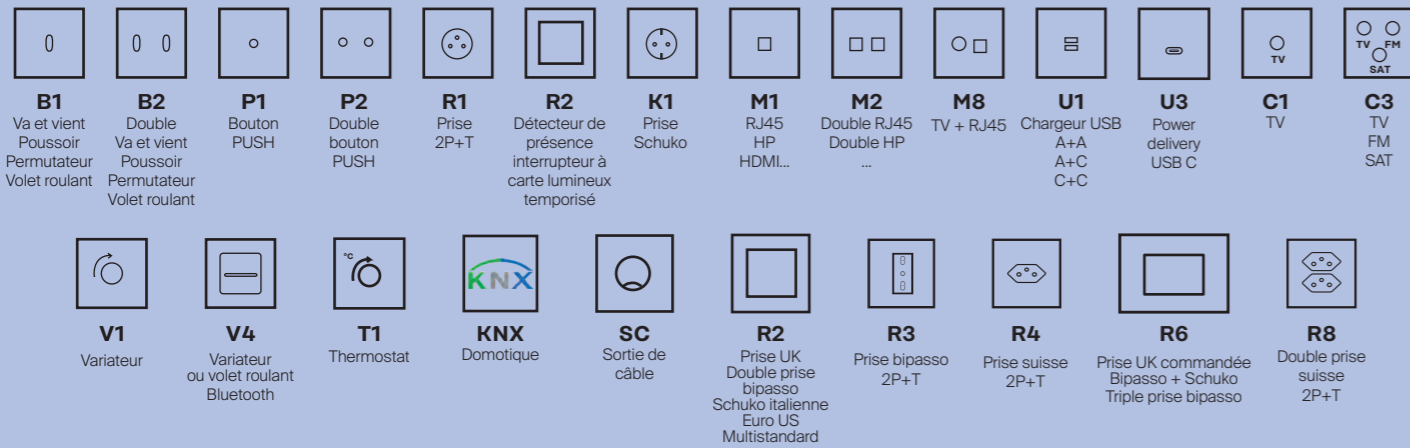 TV
TV FM
SAT
B1
Va et vient
Poussoir
Permutateur
Volet roulant
B2
Double
Va et vient
Poussoir
Permutateur
Volet roulant
P1
Bouton
PUSH
P2
Double
bouton
PUSH
R1
Prise
2P+T
R2
Détecteur de
présence
interrupteur à
carte lumineux
temporisé
K1
Prise
Schuko
M1
RJ45
HP
HDMI...
M2
Double RJ45
Double HP
...
M8
TV + RJ45
U1
Chargeur USB
A+A
A+C
C+C
U3
Power
delivery
USB C
C1
TV
C3
TV
FM
SAT
°C
KNX
V1
Variateur
V4
Variateur
ou volet roulant
Bluetooth
T1
Thermostat
KNX
Domotique
SC
Sortie de
câble
R2
Prise UK
Double prise
bipasso
Schuko italienne
Euro US
Multistandard
R3
Prise bipasso
2P+T
R4
Prise suisse
2P+T
R6
Prise UK commandée
Bipasso + Schuko
Triple prise bipasso
R8
Double prise
suisse
2P+T